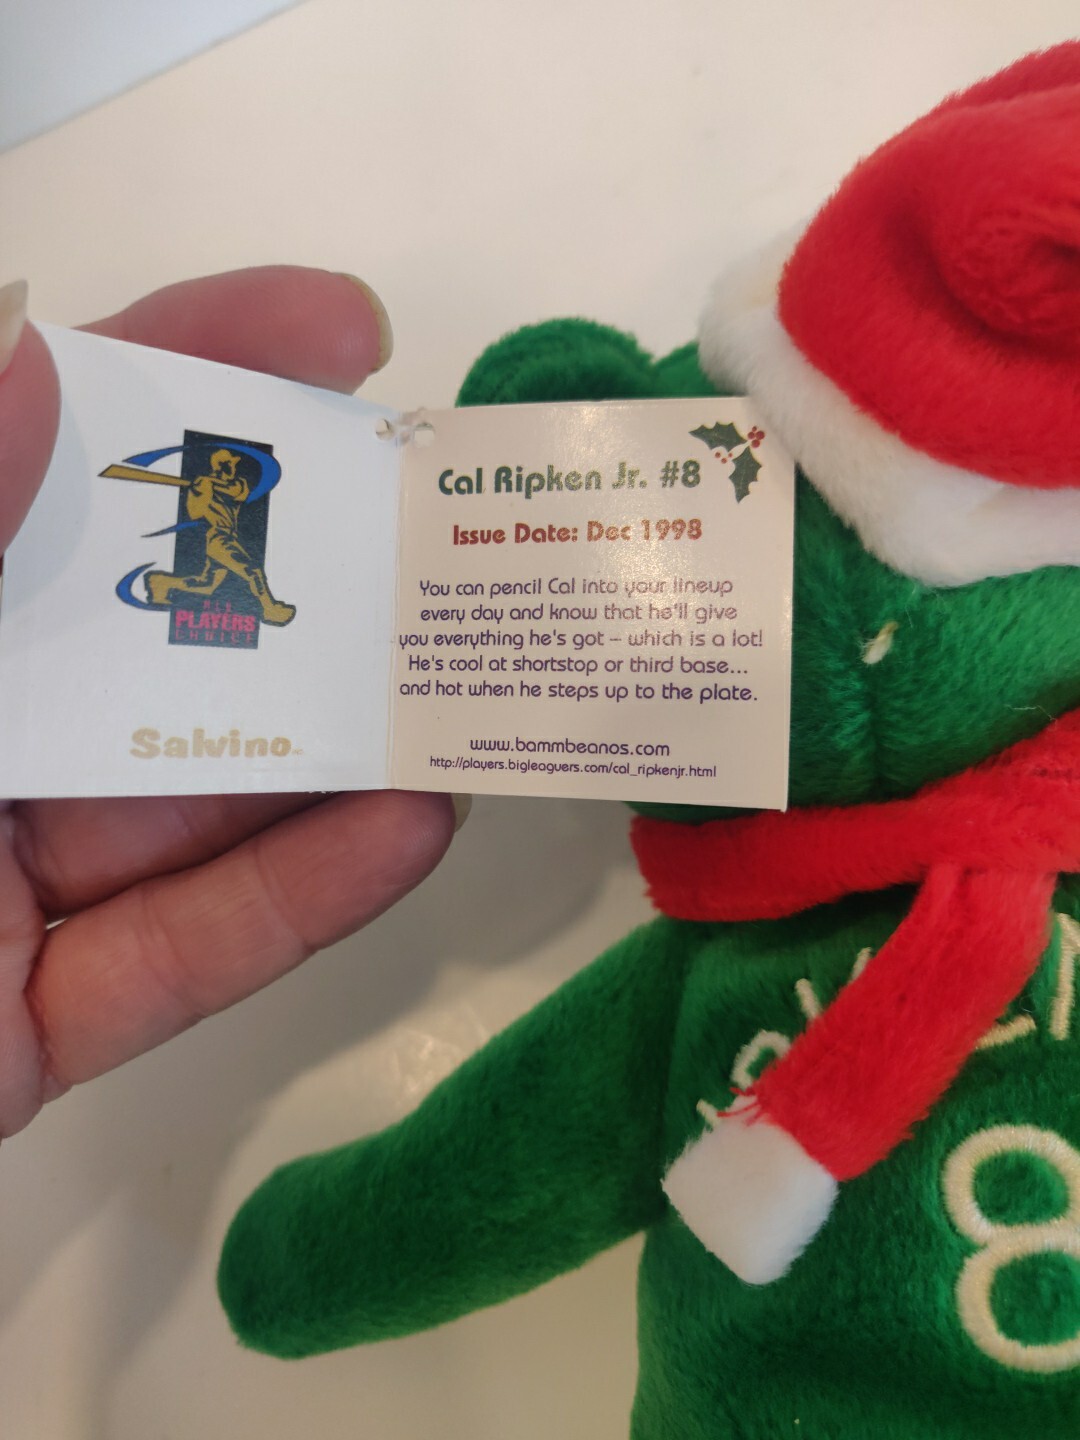 MLB
PLAYERS
CHOICE
Salvino
Cal Ripken Jr. #8
Issue Date: Dec 1998
You can pencil Cal into your lineup
every day and know that he'll give
you everything he's got – which is a lot!
He's cool at shortstop or third base...
and hot when he steps up to the plate.
www.bammbeanos.com
http://players.bigleaguers.com/cal_ripkenjr.html
8